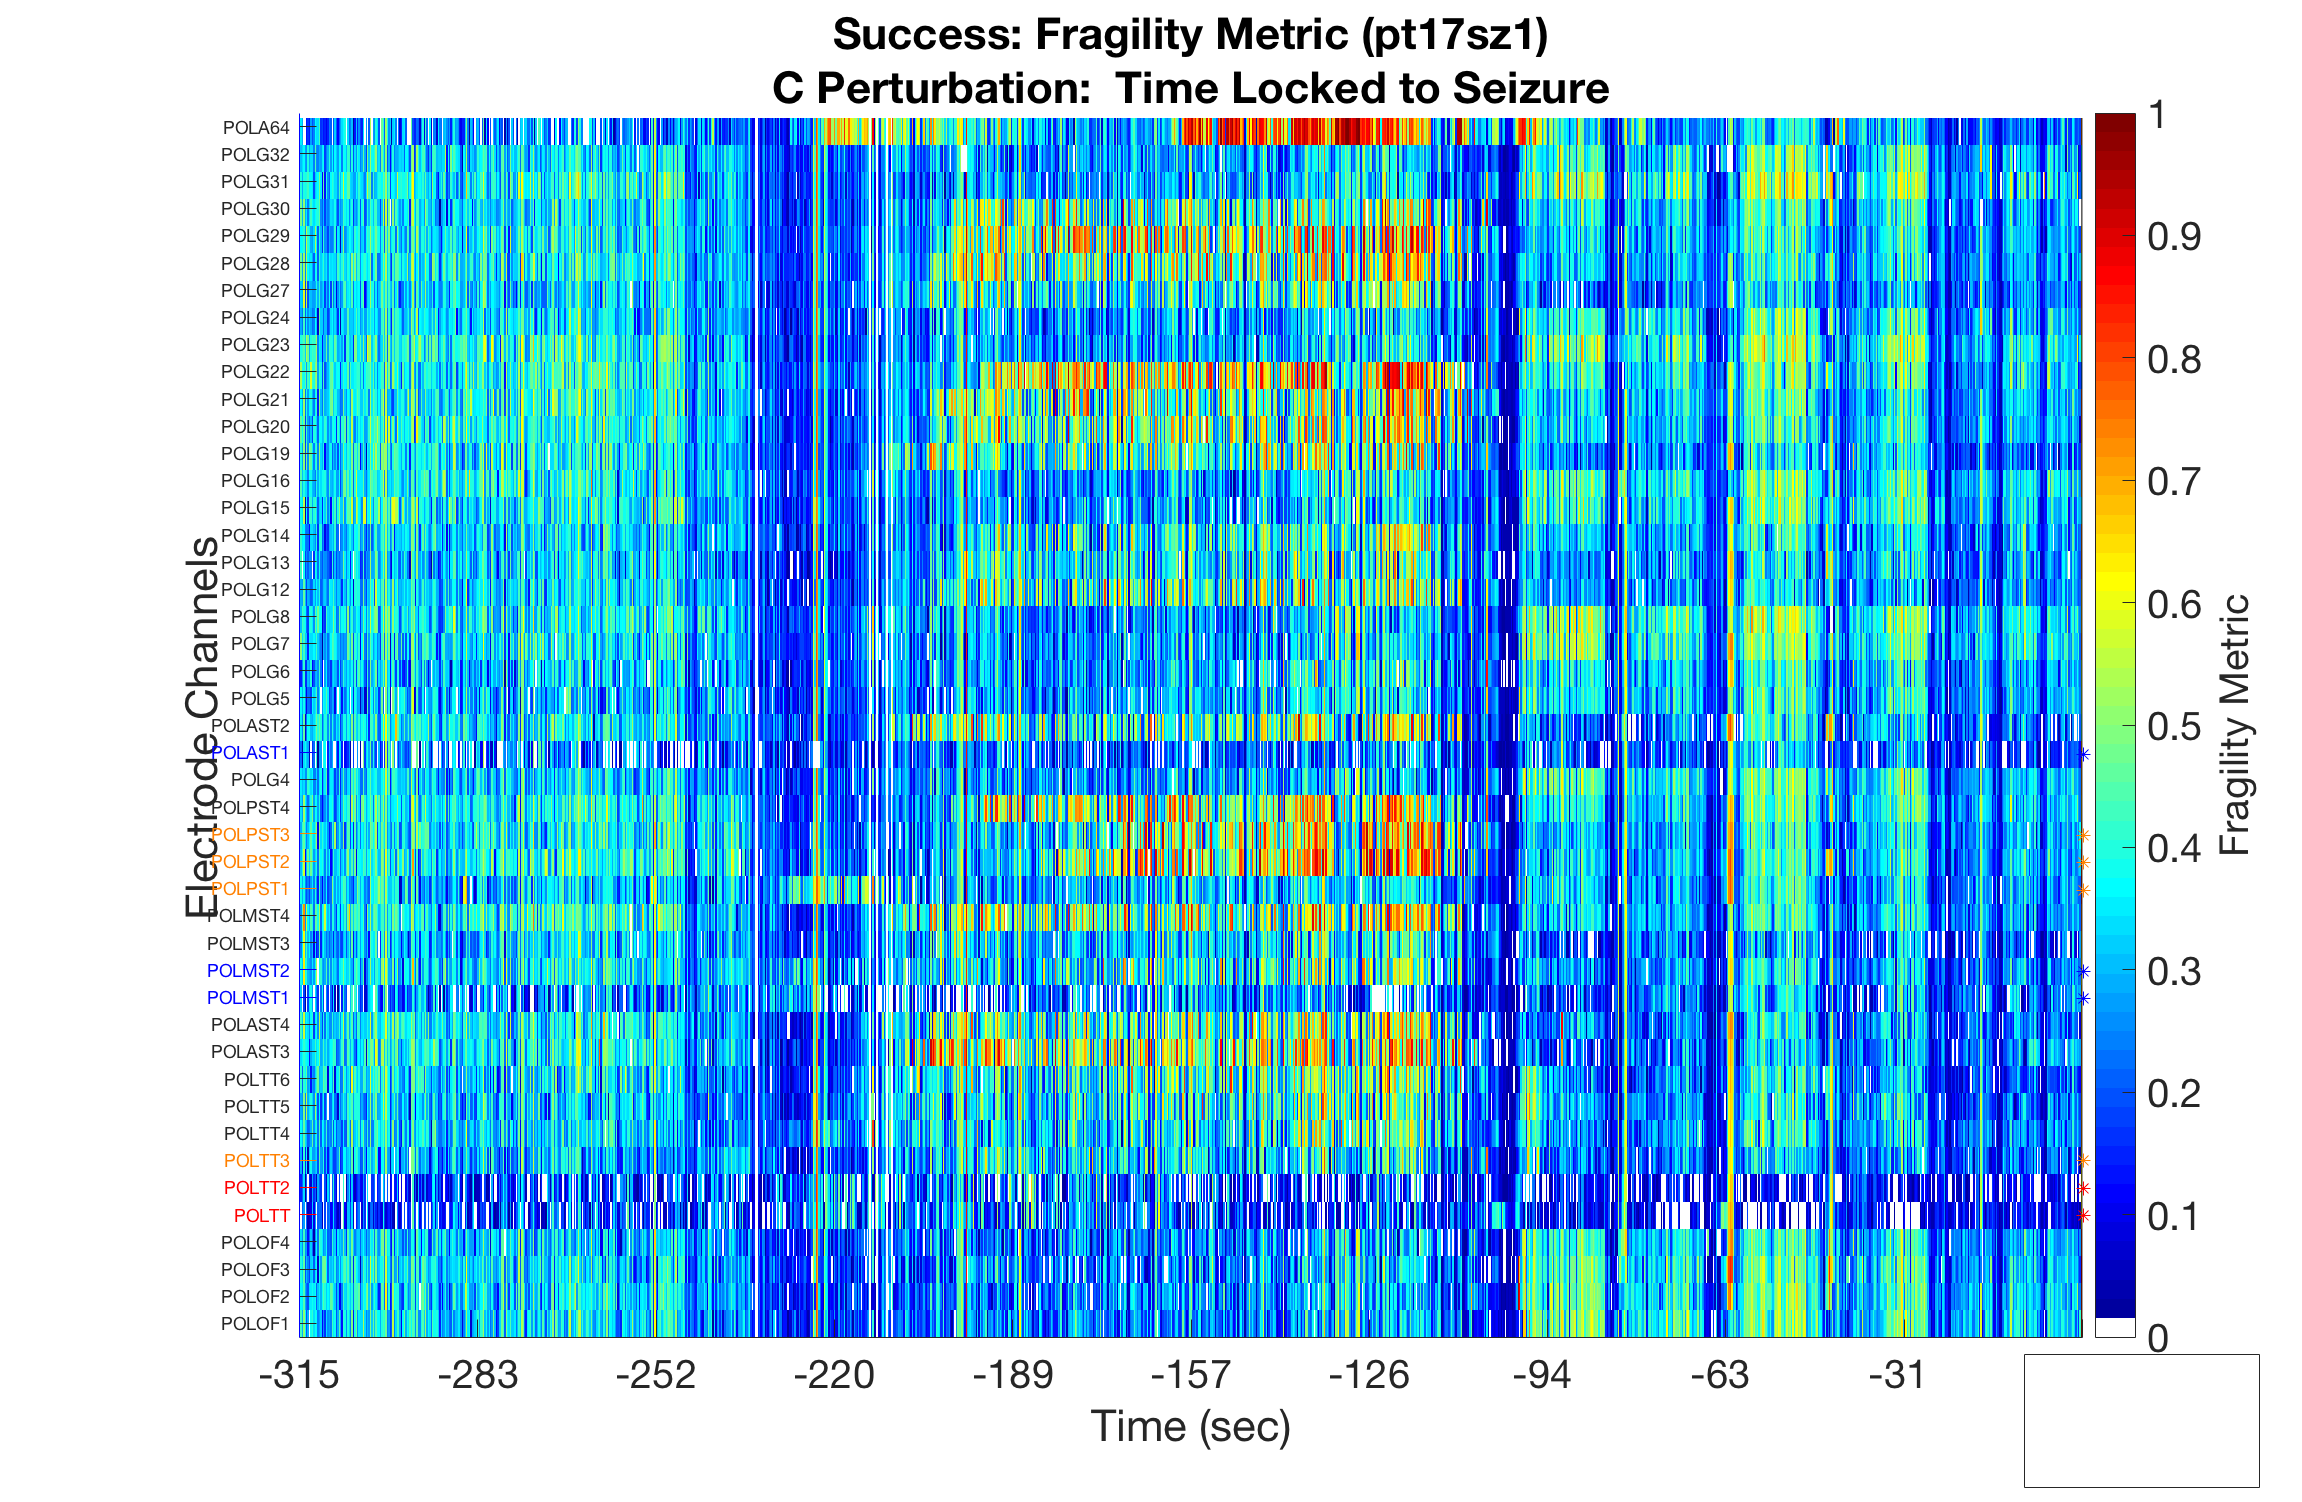 Success: Fragility Metric (pt17sz1)
C Perturbation:  Time Locked to Seizure
Electrode Channels
POLA64
POLG32
POLG31
POLG30
POLG29
POLG28
POLG27
POLG24
POLG23
POLG22
POLG21
POLG20
POLG19
POLG16
POLG15
POLG14
POLG13
POLG12
POLG8
POLG7
POLG6
POLG5
POLAST2
POLAST1
POLG4
POLPST4
POLPST3
POLPST2
POLPST1
POLMST4
POLMST3
POLMST2
POLMST1
POLAST4
POLAST3
POLTT6
POLTT5
POLTT4
POLTT3
POLTT2
POLTT
POLOF4
POLOF3
POLOF2
POLOF1
-315 -283 -252 -220 -189 -157 -126 -94 -63 -31
Time (sec)
1
0.9
0.8
0.7
0.6
0.5
0.4
0.3
0.2
0.1
0
Fragility Metric